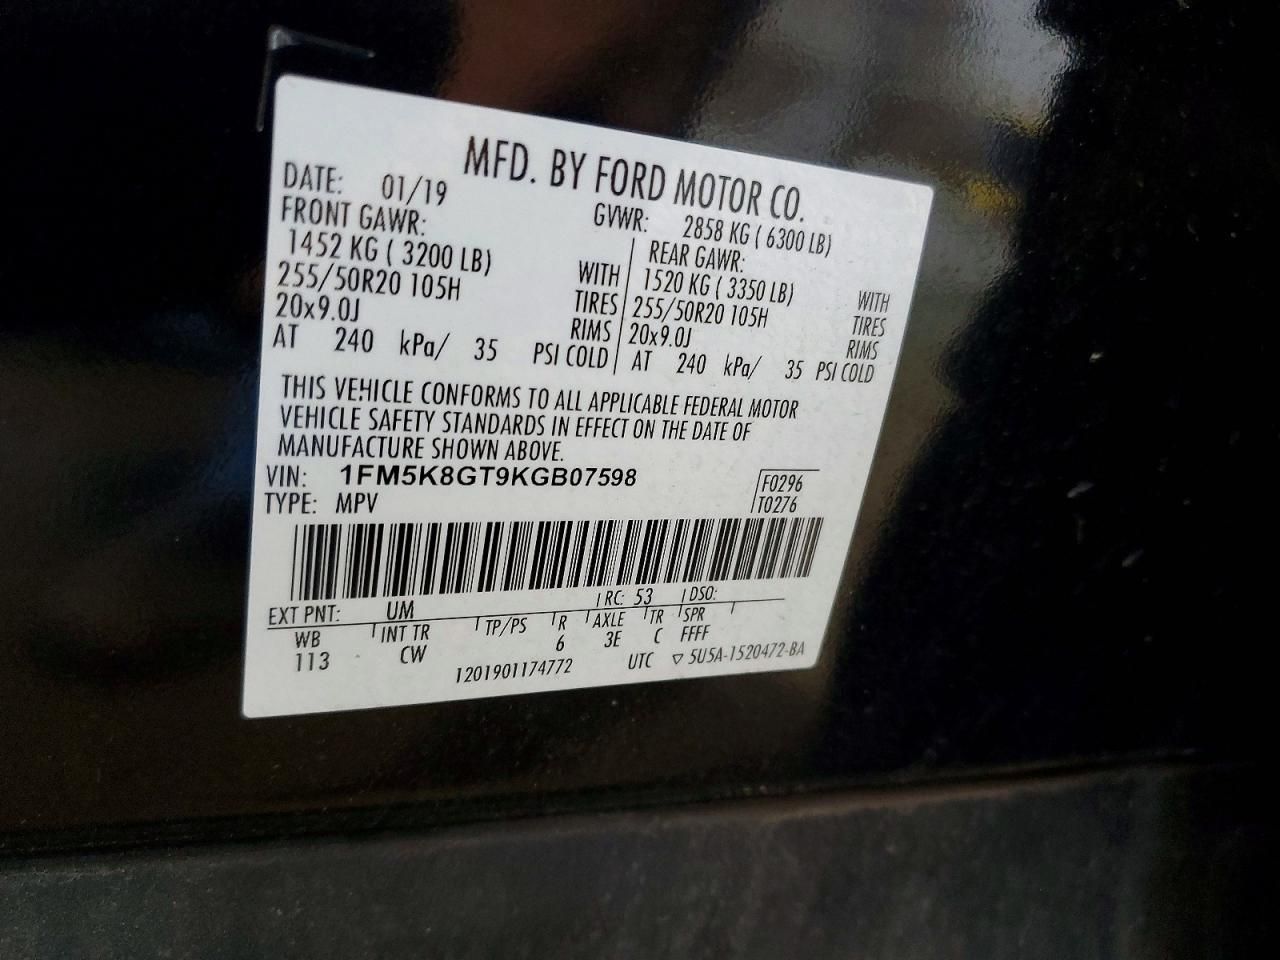 MFD. BY FORD MOTOR CO.
DATE: 01/19 GVWR: 2858 KG ( 6300 LB)
FRONT GAWR: REAR GAWR:
1452 KG ( 3200 LB) WITH 1520 KG ( 3350 LB) WITH
255/50R20 105H TIRES 255/50R20 105H TIRES
20x9.0J RIMS 20x9.0J RIMS
AT 240 kPa/ 35 PSI COLD AT 240 kPa/ 35 PSI COLD
THIS VEHICLE CONFORMS TO ALL APPLICABLE FEDERAL MOTOR
VEHICLE SAFETY STANDARDS IN EFFECT ON THE DATE OF
MANUFACTURE SHOWN ABOVE.
VIN: 1FM5K8GT9KGB07598 F0296
TYPE: MPV T0276
EXT PNT: UM RC: 53 DSO:
WB INT TR TP/PS R AXLE TR SPR
113 CW 6 3E C FFFF
1201901174772 UTC ▽ 5U5A-1520472-BA